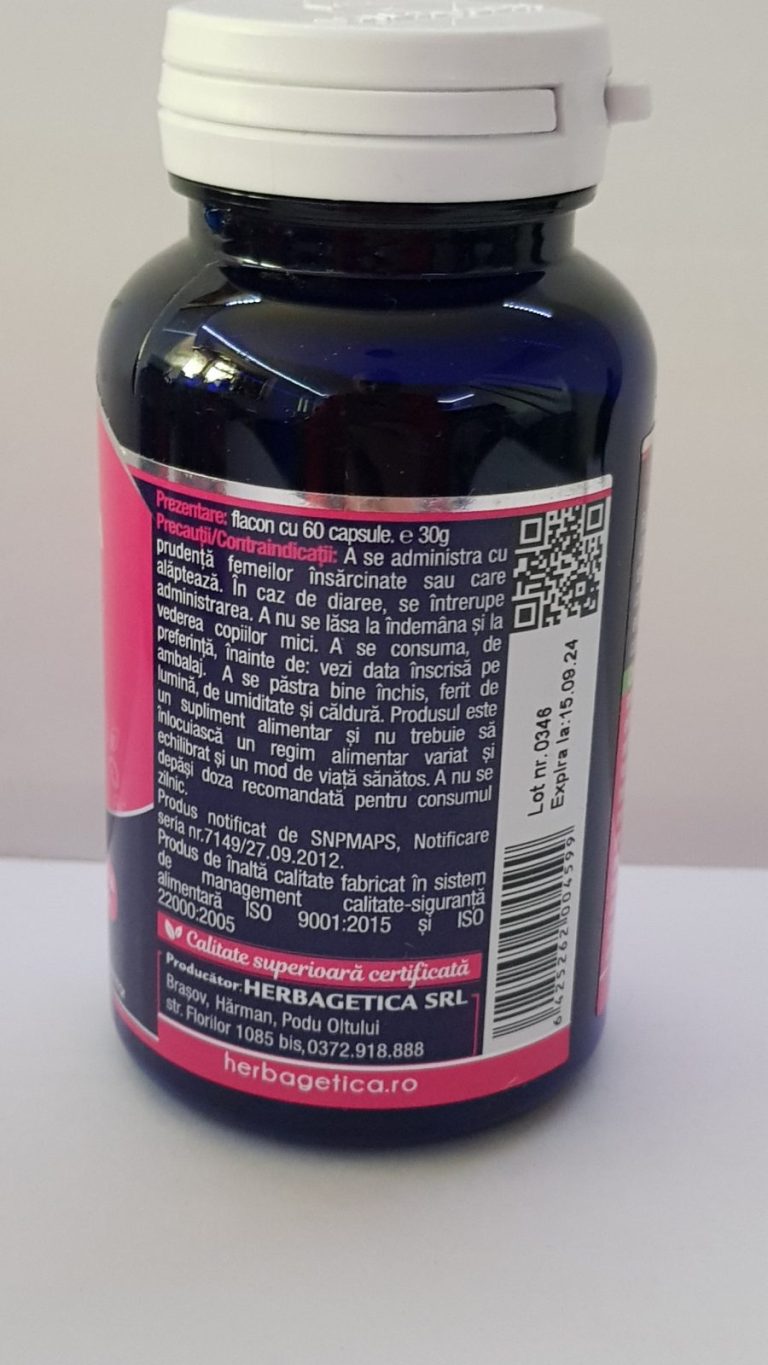 Prezentare: flacon cu 60 capsule. ℮ 30g
Precauții/Contraindicații: A se administra cu
prudență femeilor însărcinate sau care
alăptează. În caz de diaree, se întrerupe
administrarea. A nu se lăsa la îndemâna și la
vederea copiilor mici. A se consuma, de
preferință, înainte de: vezi data înscrisă pe
ambalaj. A se păstra bine închis, ferit de
lumină, de umiditate și căldură. Produsul este
un supliment alimentar și nu trebuie să
înlocuiască un regim alimentar variat și
echilibrat și un mod de viață sănătos. A nu se
depăși doza recomandată pentru consumul
zilnic.
Produs notificat de SNPMAPS, Notificare
seria nr.7149/27.09.2012.
Produs de înaltă calitate fabricat în sistem
de management calitate-siguranță
alimentară ISO 9001:2015 și ISO
22000:2005
Calitate superioară certificată
Producător: HERBAGETICA SRL
Brașov, Hărman, Podu Oltului
str. Florilor 1085 bis, 0372.918.888
herbagetica.ro
Lot nr. 0346
Expira la:15.09.24
6 425262 004599